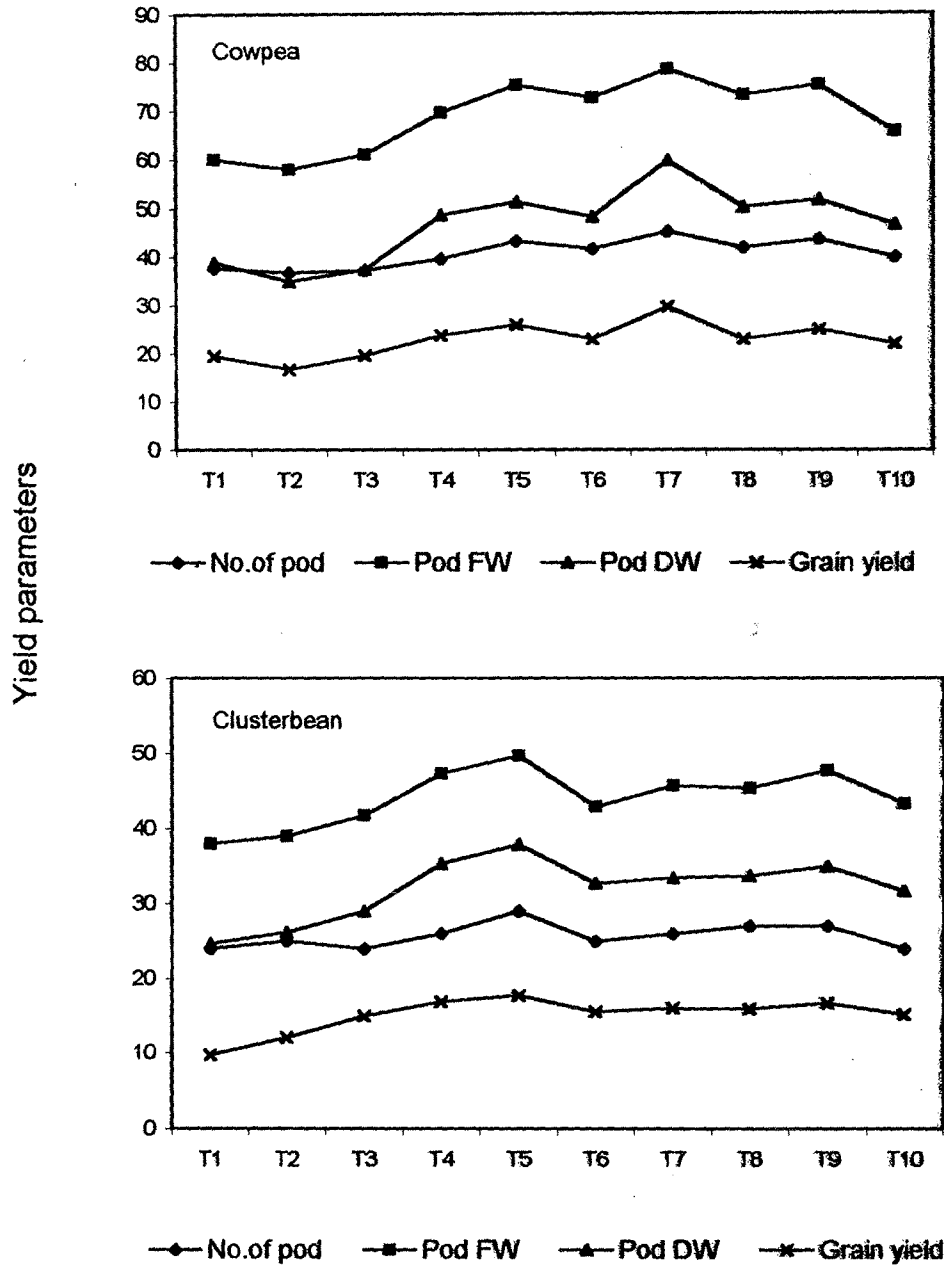 90
Cowpea
80
70
60
50
40
30
20
10
0
T1 T2 T3 T4 T5 T6 T7 T8 T9 T10
No.of pod Pod FW Pod DW Grain yield
Yield parameters
60
Clusterbean
50
40
30
20
10
0
T1 T2 T3 T4 T5 T6 T7 T8 T9 T10
No.of pod Pod FW Pod DW Grain yield